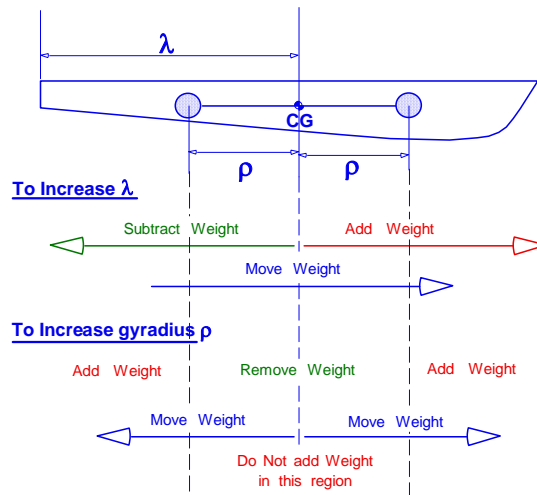 λ
CG
ρ ρ
To Increase λ
Subtract Weight Add Weight
Move Weight
To Increase gyradius ρ
Add Weight Remove Weight Add Weight
Move Weight Move Weight
Do Not add Weight
in this region